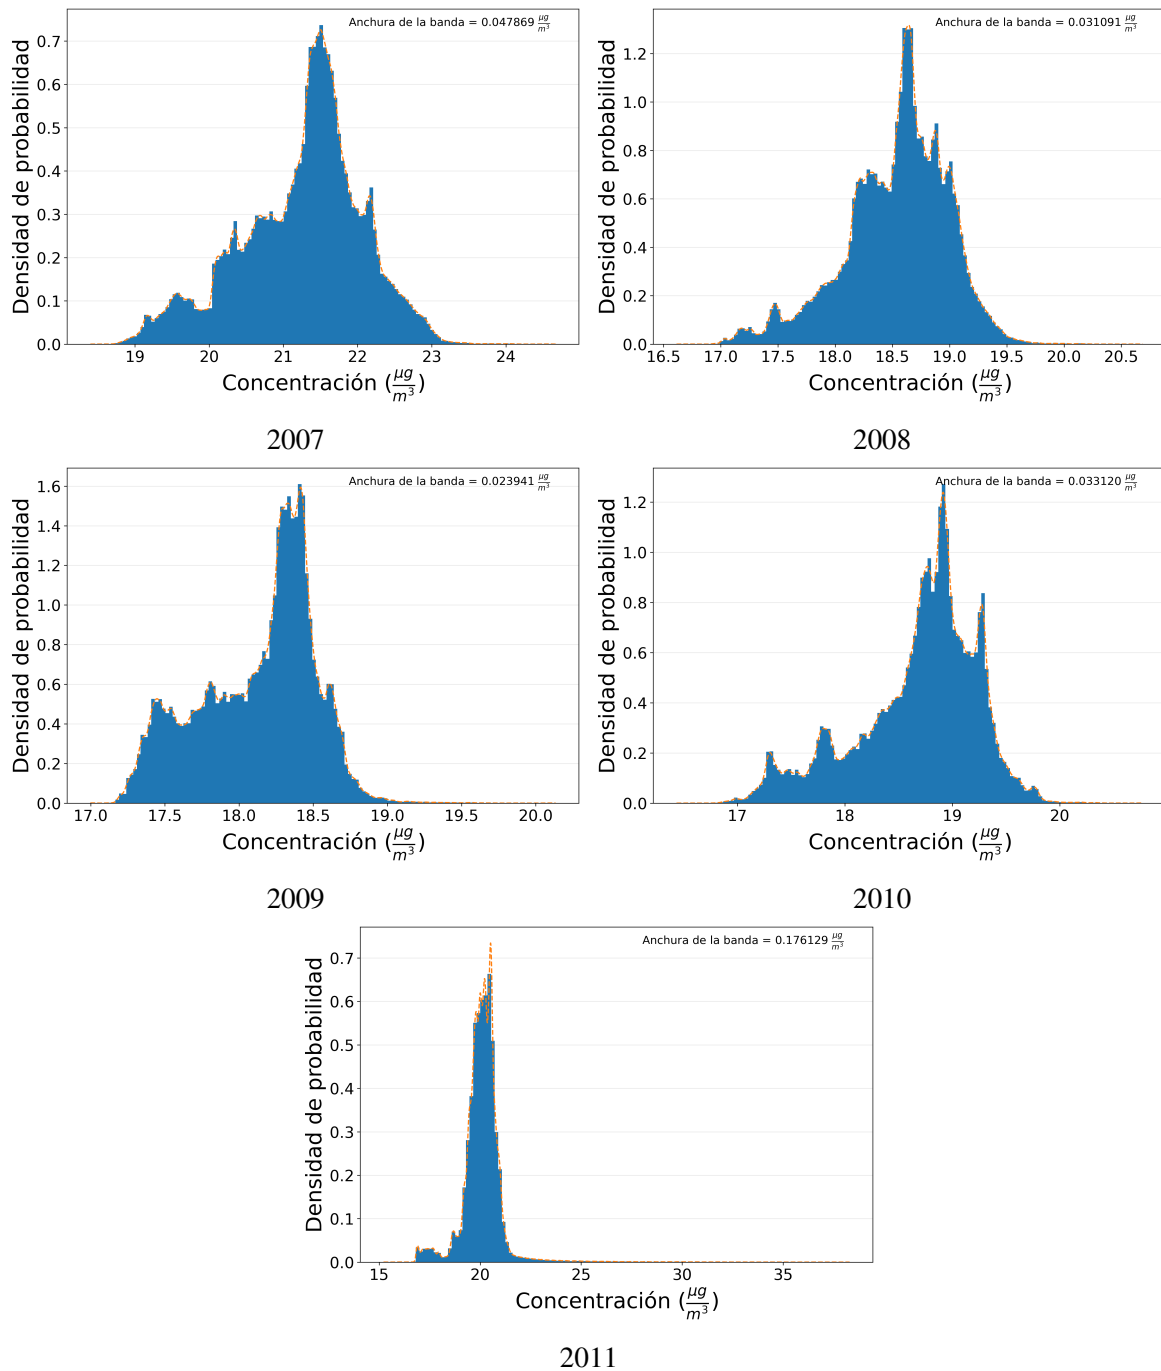 Anchura de la banda = 0.047869 µg/m³
Densidad de probabilidad
0.7
0.6
0.5
0.4
0.3
0.2
0.1
0.0
19 20 21 22 23 24
Concentración (µg/m³)
2007
Anchura de la banda = 0.031091 µg/m³
Densidad de probabilidad
1.2
1.0
0.8
0.6
0.4
0.2
0.0
16.5 17.0 17.5 18.0 18.5 19.0 19.5 20.0 20.5
Concentración (µg/m³)
2008
Anchura de la banda = 0.023941 µg/m³
Densidad de probabilidad
1.6
1.4
1.2
1.0
0.8
0.6
0.4
0.2
0.0
17.0 17.5 18.0 18.5 19.0 19.5 20.0
Concentración (µg/m³)
2009
Anchura de la banda = 0.033120 µg/m³
Densidad de probabilidad
1.2
1.0
0.8
0.6
0.4
0.2
0.0
17 18 19 20
Concentración (µg/m³)
2010
Anchura de la banda = 0.176129 µg/m³
Densidad de probabilidad
0.7
0.6
0.5
0.4
0.3
0.2
0.1
0.0
15 20 25 30 35
Concentración (µg/m³)
2011